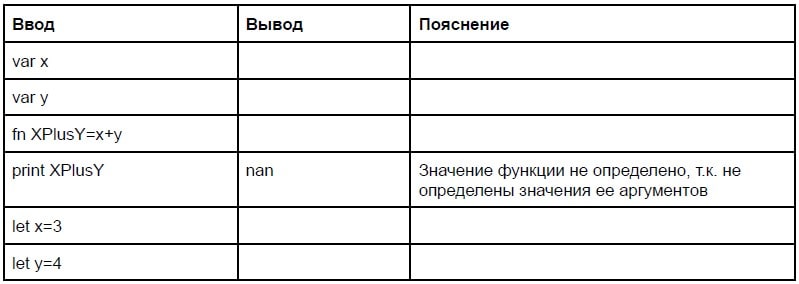 Ввод Вывод Пояснение
var x
var y
fn XPlusY=x+y
print XPlusY nan Значение функции не определено, т.к. не
определены значения ее аргументов
let x=3
let y=4